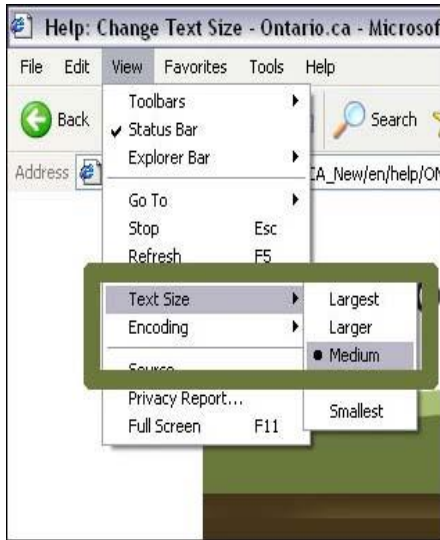 Help: Change Text Size - Ontario.ca - Microsof
File Edit View Favorites Tools Help
Back Search
Address CA_New/en/help/ON
Toolbars
Status Bar
Explorer Bar
Go To
Stop Esc
Refresh F5
Text Size Largest
Encoding Larger
Medium
Source
Privacy Report...
Smallest
Full Screen F11